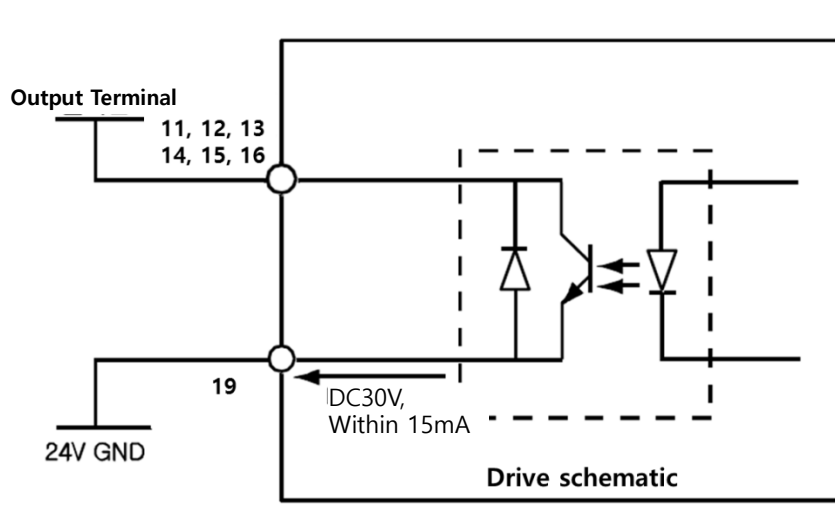 Output Terminal
11, 12, 13
14, 15, 16
19
DC30V,
Within 15mA
24V GND
Drive schematic